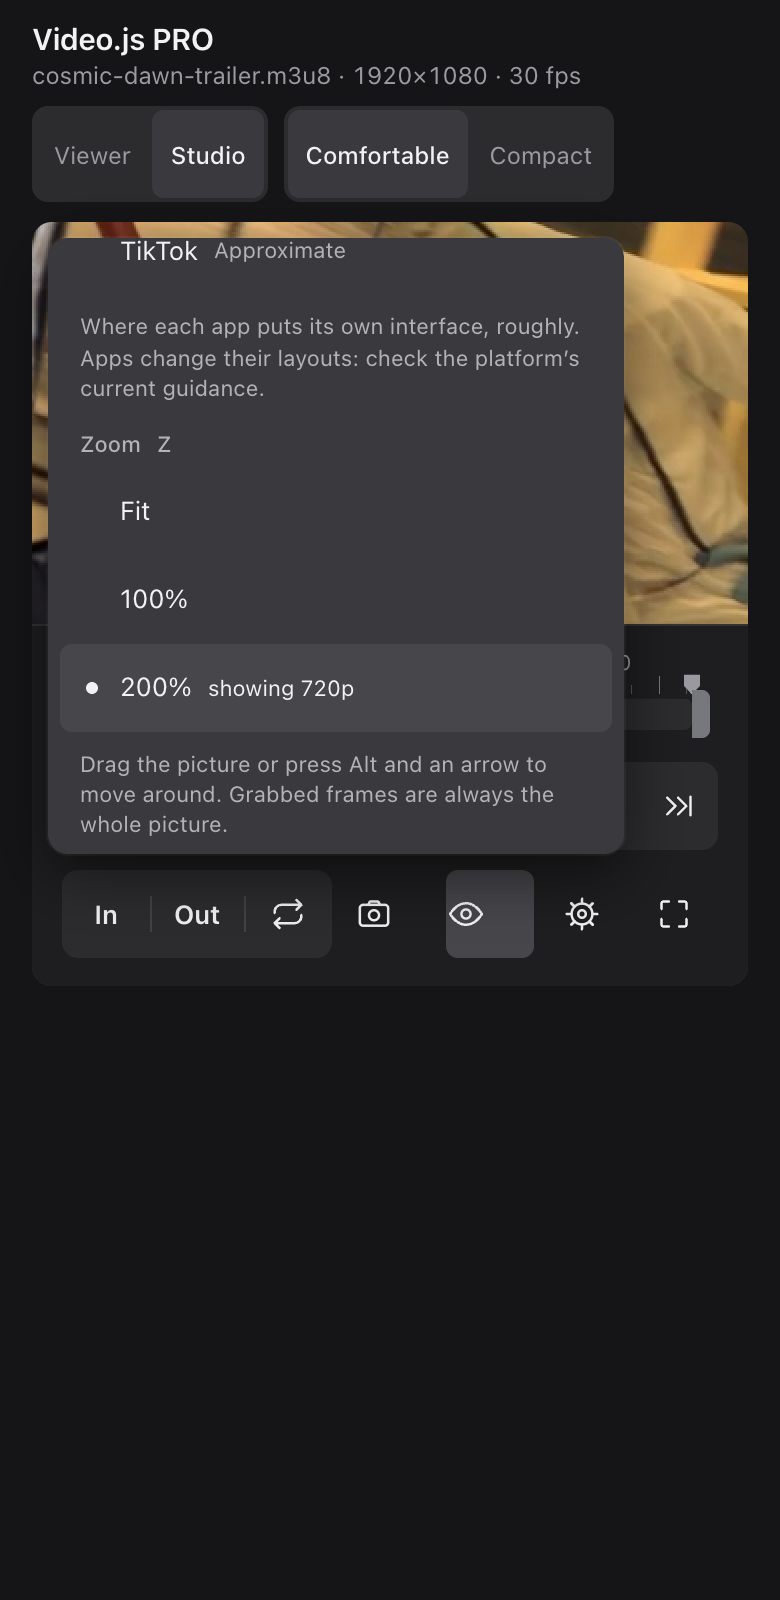 Video.js PRO
cosmic-dawn-trailer.m3u8 · 1920×1080 · 30 fps
Viewer Studio Comfortable Compact
TikTok Approximate
Where each app puts its own interface, roughly.
Apps change their layouts: check the platform’s
current guidance.
Zoom Z
Fit
100%
200% showing 720p
Drag the picture or press Alt and an arrow to
move around. Grabbed frames are always the
whole picture.
In Out